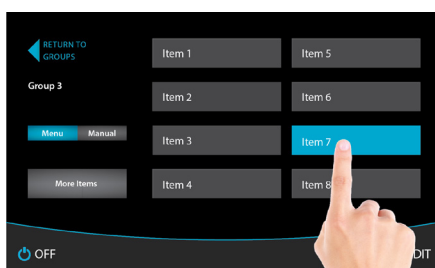 RETURN TO
GROUPS
Group 3
Menu
Manual
More Items
Item 1
Item 5
Item 2
Item 6
Item 3
Item 7
Item 4
Item 8
OFF